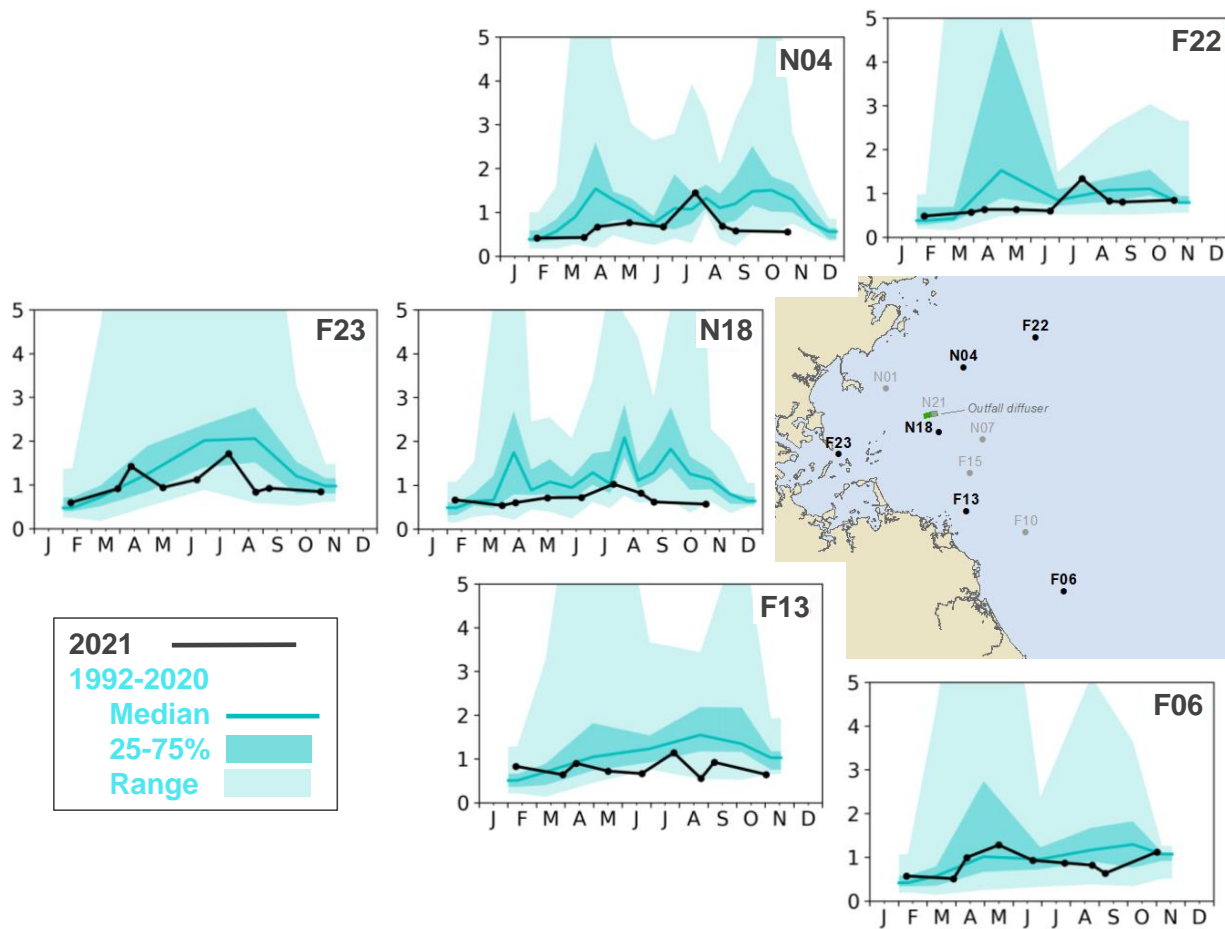 N04
5
4
3
2
1
0
J F M A M J J A S O N D
F22
5
4
3
2
1
0
J F M A M J J A S O N D
F23
5
4
3
2
1
0
J F M A M J J A S O N D
N18
5
4
3
2
1
0
J F M A M J J A S O N D
F22
N04
N01
N21
Outfall diffuser
N18
N07
F23
F15
F13
F10
F06
2021
1992-2020
Median
25-75%
Range
F13
5
4
3
2
1
0
J F M A M J J A S O N D
F06
5
4
3
2
1
0
J F M A M J J A S O N D